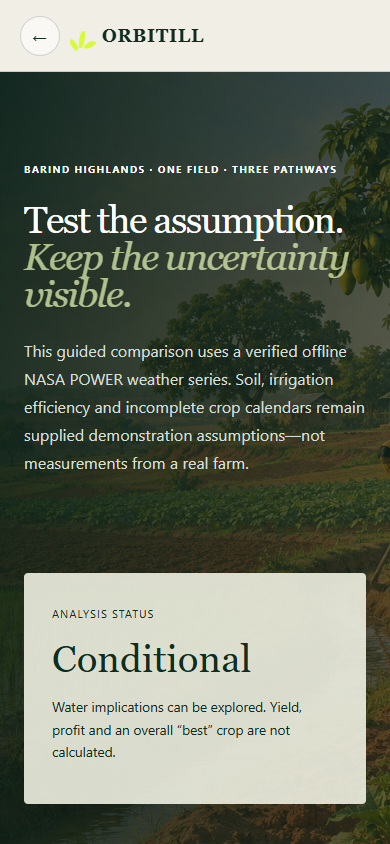 ←
ORBITILL
BARIND HIGHLANDS · ONE FIELD · THREE PATHWAYS
Test the assumption.
Keep the uncertainty
visible.
This guided comparison uses a verified offline
NASA POWER weather series. Soil, irrigation
efficiency and incomplete crop calendars remain
supplied demonstration assumptions—not
measurements from a real farm.
ANALYSIS STATUS
Conditional
Water implications can be explored. Yield,
profit and an overall “best” crop are not
calculated.